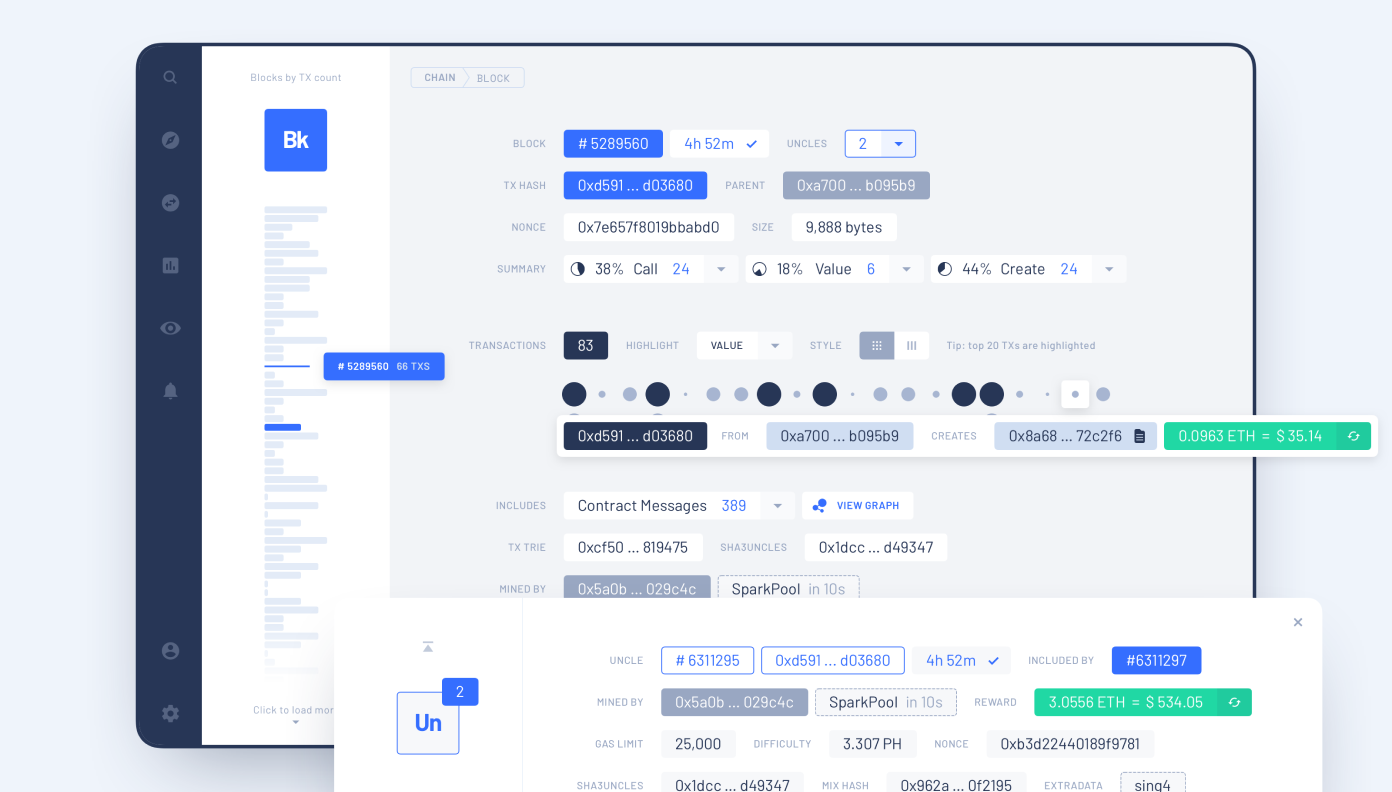 Blocks by TX count
CHAIN BLOCK
Bk
BLOCK # 5289560 4h 52m UNCLES 2
TX HASH 0xd591 ... d03680 PARENT 0xa700 ... b095b9
NONCE 0x7e657f8019bbabd0 SIZE 9,888 bytes
SUMMARY 38% Call 24 18% Value 6 44% Create 24
TRANSACTIONS 83 HIGHLIGHT VALUE STYLE Tip: top 20 TXs are highlighted
# 5289560 66 TXS
0xd591 ... d03680 FROM 0xa700 ... b095b9 CREATES 0x8a68 ... 72c2f6 0.0963 ETH = $ 35.14
INCLUDES Contract Messages 389 VIEW GRAPH
TX TRIE 0xcf50 ... 819475 SHA3UNCLES 0x1dcc ... d49347
MINED BY 0x5a0b ... 029c4c SparkPool in 10s
Click to load mor
2
Un
UNCLE # 6311295 0xd591 ... d03680 4h 52m INCLUDED BY #6311297
MINED BY 0x5a0b ... 029c4c SparkPool in 10s REWARD 3.0556 ETH = $ 534.05
GAS LIMIT 25,000 DIFFICULTY 3.307 PH NONCE 0xb3d22440189f9781
SHA3UNCLES 0x1dcc ... d49347 MIX HASH 0x962a ... 0f2195 EXTRADATA sing4